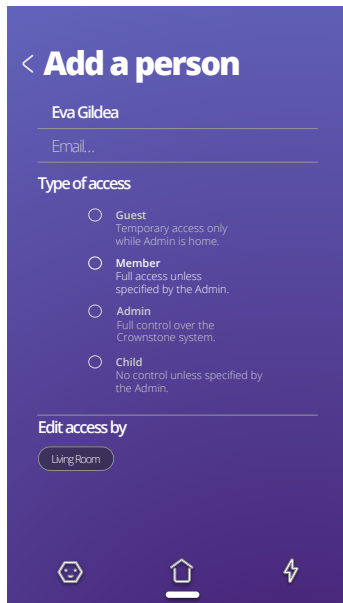 Add a person
Eva Gildea
Email...
Type of access
Guest
Temporary access only
while Admin is home.
Member
Full access unless
specified by the Admin.
Admin
Full control over the
Crownstone system.
Child
No control unless specified by
the Admin.
Edit access by
Living Room